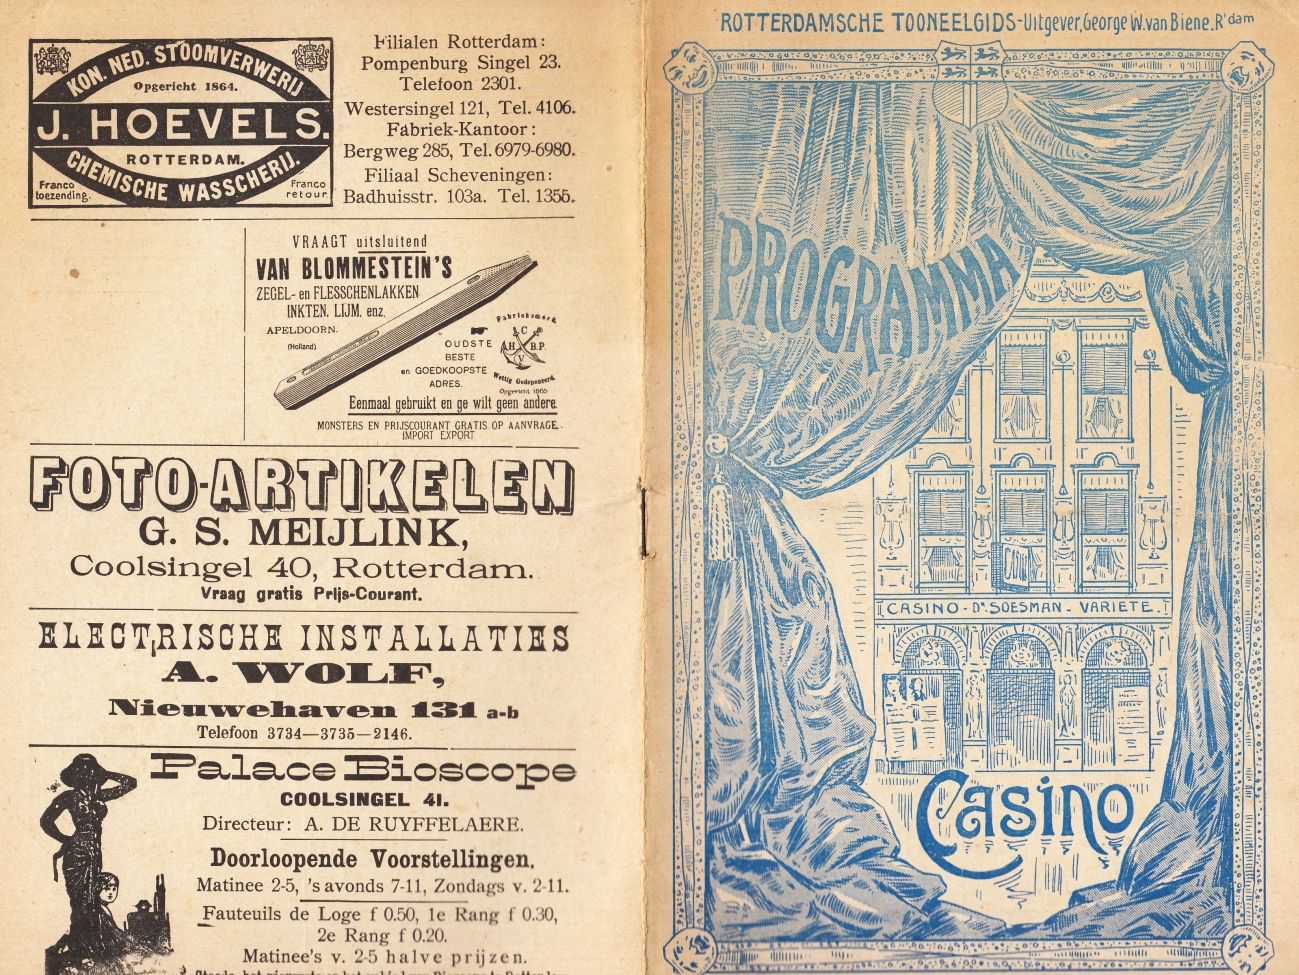 KON. NED. STOOMVERWERIJ
Opgericht 1864.
J. HOEVELS.
ROTTERDAM.
CHEMISCHE WASSCHERIJ.
Franco toezending.
Franco retour.
Filialen Rotterdam:
Pompenburg Singel 23.
Telefoon 2301.
Westersingel 121, Tel. 4106.
Fabriek-Kantoor:
Bergweg 285, Tel. 6979-6980.
Filiaal Scheveningen:
Badhuisstr. 103a. Tel. 1355.
VRAAGT uitsluitend
VAN BLOMMESTEIN'S
ZEGEL- en FLESSCHENLAKKEN
INKTEN. LIJM. enz.
APELDOORN.
(Holland)
OUDSTE
BESTE
en GOEDKOOPSTE
ADRES.
Fabrieksmerk.
C
H B.P.
V
Wettig Gedeponeerd.
Opgericht 1865
Eenmaal gebruikt en ge wilt geen andere.
MONSTERS EN PRIJSCOURANT GRATIS OP AANVRAGE.
IMPORT EXPORT
FOTO-ARTIKELEN
G. S. MEIJLINK,
Coolsingel 40, Rotterdam.
Vraag gratis Prijs-Courant.
ELECTRISCHE INSTALLATIES
A. WOLF,
Nieuwehaven 131 a-b
Telefoon 3734—3735—2146.
Palace Bioscope
COOLSINGEL 41.
Directeur: A. DE RUYFFELAERE.
Doorloopende Voorstellingen.
Matinee 2-5, 's avonds 7-11, Zondags v. 2-11.
Fauteuils de Loge f 0.50, 1e Rang f 0.30,
2e Rang f 0.20.
Matinee's v. 2-5 halve prijzen.
ROTTERDAMSCHE TOONEELGIDS-Uitgever, George W. van Biene. R'dam
PROGRAMMA
CASINO - Dr. SOESMAN - VARIETE.
Casino